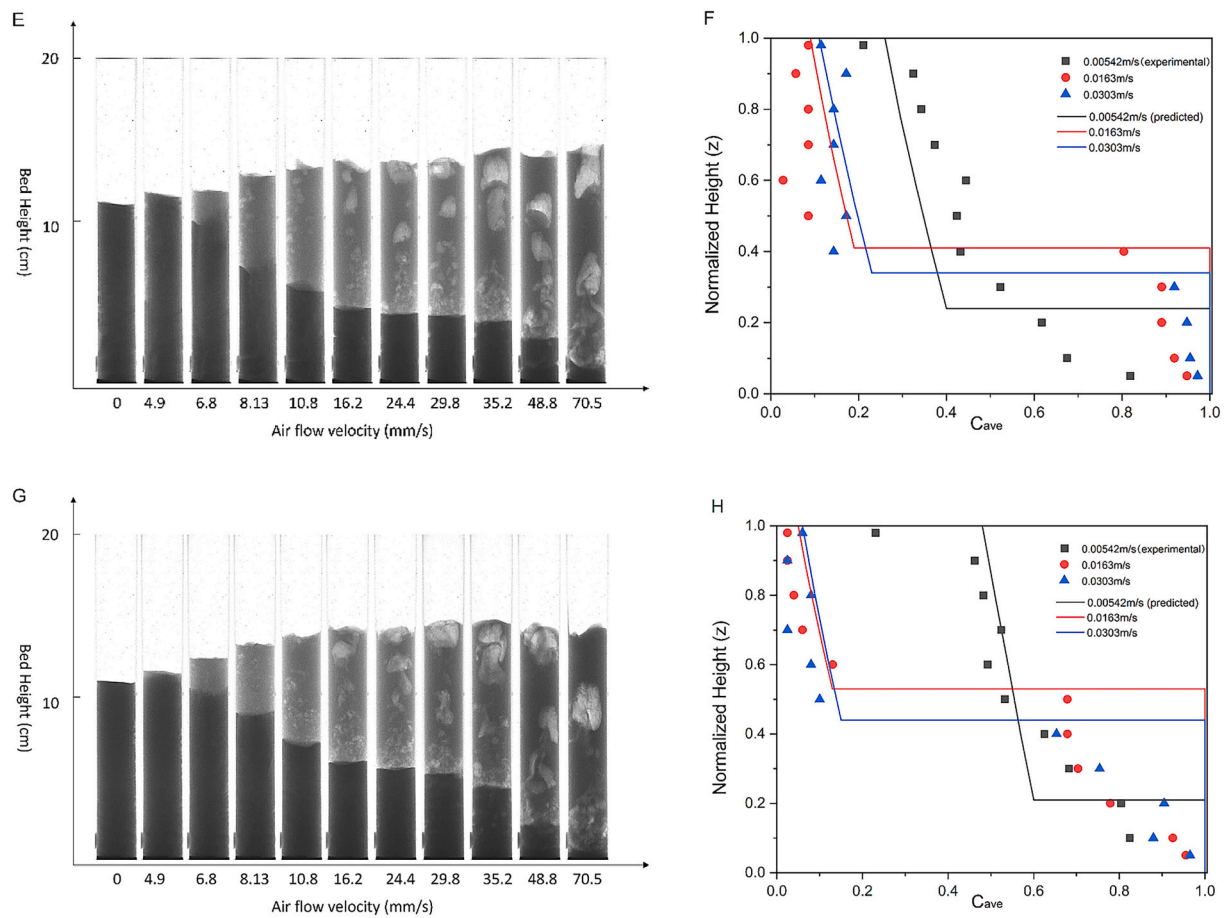 E
20
10
Bed Height (cm)
0 4.9 6.8 8.13 10.8 16.2 24.4 29.8 35.2 48.8 70.5
Air flow velocity (mm/s)
F
1.0
0.8
0.6
0.4
0.2
0.0
Normalized Height (z)
0.00542m/s(experimental)
0.0163m/s
0.0303m/s
0.00542m/s (predicted)
0.0163m/s
0.0303m/s
0.0 0.2 0.4 0.6 0.8 1.0
Cave
G
20
10
Bed Height (cm)
0 4.9 6.8 8.13 10.8 16.2 24.4 29.8 35.2 48.8 70.5
Air flow velocity (mm/s)
H
1.0
0.8
0.6
0.4
0.2
0.0
Normalized Height (z)
0.00542m/s(experimental)
0.0163m/s
0.0303m/s
0.00542m/s (predicted)
0.0163m/s
0.0303m/s
0.0 0.2 0.4 0.6 0.8 1.0
Cave